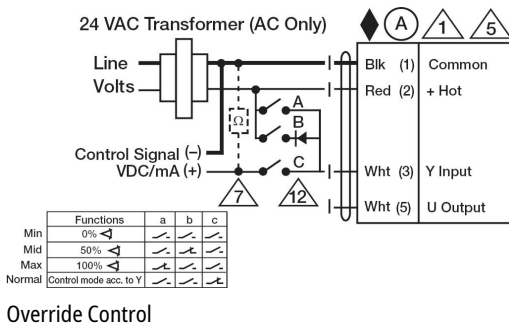 24 VAC Transformer (AC Only)
A 1 5
Line
Volts
Blk (1) Common
Red (2) + Hot
A
Ω
B
Control Signal (–)
VDC/mA (+)
C
Wht (3) Y Input
7 12
Wht (5) U Output
Functions a b c
Min 0%
Mid 50%
Max 100%
Normal Control mode acc. to Y
Override Control